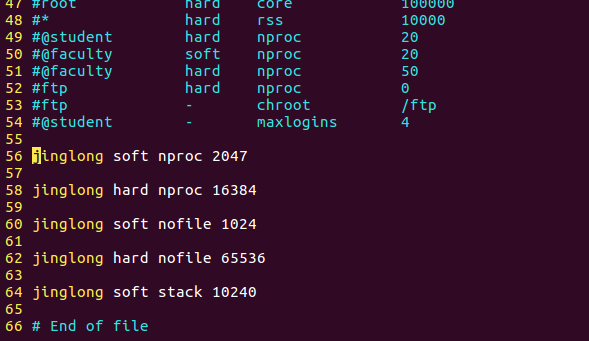 47 #root hard core 100000
48 #* hard rss 10000
49 #@student hard nproc 20
50 #@faculty soft nproc 20
51 #@faculty hard nproc 50
52 #ftp hard nproc 0
53 #ftp - chroot /ftp
54 #@student - maxlogins 4
55
56 jinglong soft nproc 2047
57
58 jinglong hard nproc 16384
59
60 jinglong soft nofile 1024
61
62 jinglong hard nofile 65536
63
64 jinglong soft stack 10240
65
66 # End of file